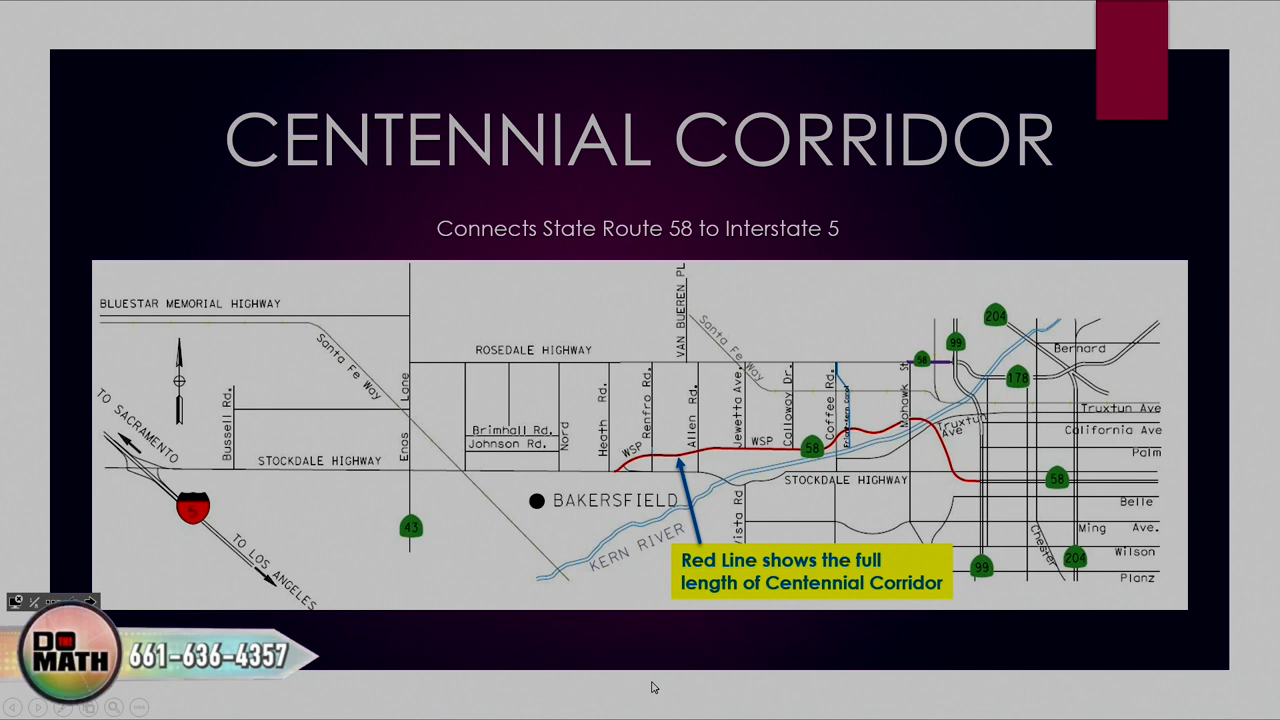 CENTENNIAL CORRIDOR
Connects State Route 58 to Interstate 5
BLUESTAR MEMORIAL HIGHWAY
Santa Fe Way
ROSEDALE HIGHWAY
VAN BUEREN PL
Santa Fe Way
204
99
58
178
Bernard
TO SACRAMENTO
Bussell Rd.
Enos Lane
Brimhall Rd.
Johnson Rd.
Nord
Heath Rd.
Renfro Rd.
Allen Rd.
Jewetta Ave.
Calloway Dr.
Coffee Rd.
Mohawk St
Truxtun Ave
Truxtun Ave
California Ave
Palm
WSP
WSP
58
STOCKDALE HIGHWAY
STOCKDALE HIGHWAY
58
5
BAKERSFIELD
Vista Rd
Belle
43
KERN RIVER
Chester
Ming Ave.
Wilson
TO LOS ANGELES
99
204
Planz
Red Line shows the full
length of Centennial Corridor
DO THE MATH
661-636-4357